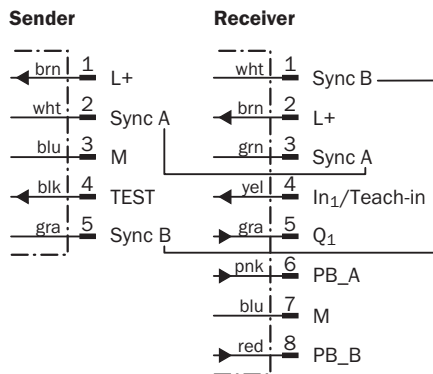 Sender
brn 1 L+
wht 2 Sync A
blu 3 M
blk 4 TEST
gra 5 Sync B
Receiver
wht 1 Sync B
brn 2 L+
grn 3 Sync A
yel 4 In1/Teach-in
gra 5 Q1
pnk 6 PB_A
blu 7 M
red 8 PB_B